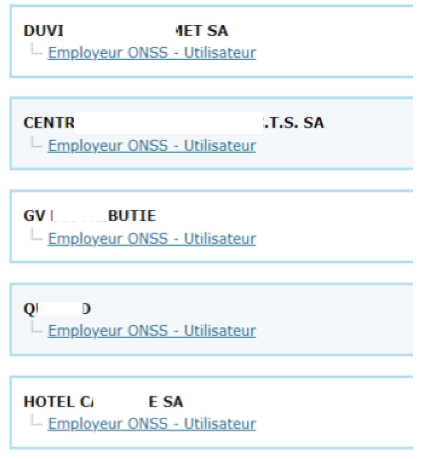 DUVI MET SA
Employeur ONSS - Utilisateur
CENTR .T.S. SA
Employeur ONSS - Utilisateur
GV BUTIE
Employeur ONSS - Utilisateur
Employeur ONSS - Utilisateur
HOTEL E SA
Employeur ONSS - Utilisateur